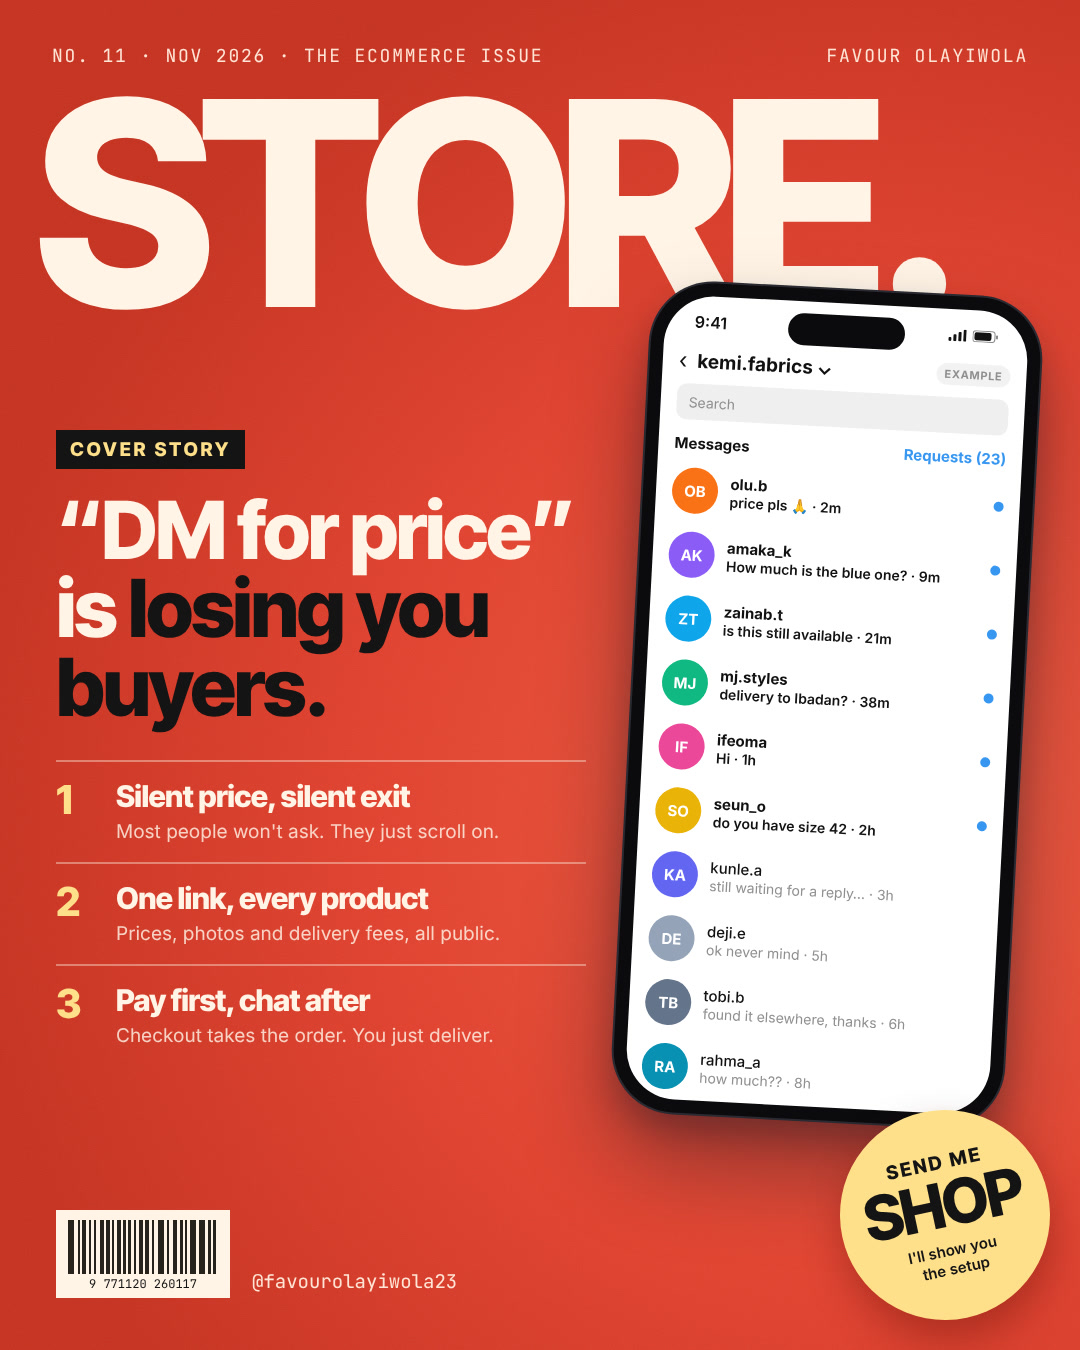 NO. 11 · NOV 2026 · THE ECOMMERCE ISSUE
FAVOUR OLAYIWOLA
STORE.
COVER STORY
“DM for price”
is losing you
buyers.
1
Silent price, silent exit
Most people won't ask. They just scroll on.
2
One link, every product
Prices, photos and delivery fees, all public.
3
Pay first, chat after
Checkout takes the order. You just deliver.
9:41
kemi.fabrics
EXAMPLE
Search
Messages
Requests (23)
OB
olu.b
price pls 🙏 · 2m
AK
amaka_k
How much is the blue one? · 9m
ZT
zainab.t
is this still available · 21m
MJ
mj.styles
delivery to Ibadan? · 38m
IF
ifeoma
Hi · 1h
SO
seun_o
do you have size 42 · 2h
KA
kunle.a
still waiting for a reply... · 3h
DE
deji.e
ok never mind · 5h
TB
tobi.b
found it elsewhere, thanks · 6h
RA
rahma_a
how much?? · 8h
SEND ME
SHOP
I'll show you
the setup
9 771120 260117
@favourolayiwola23